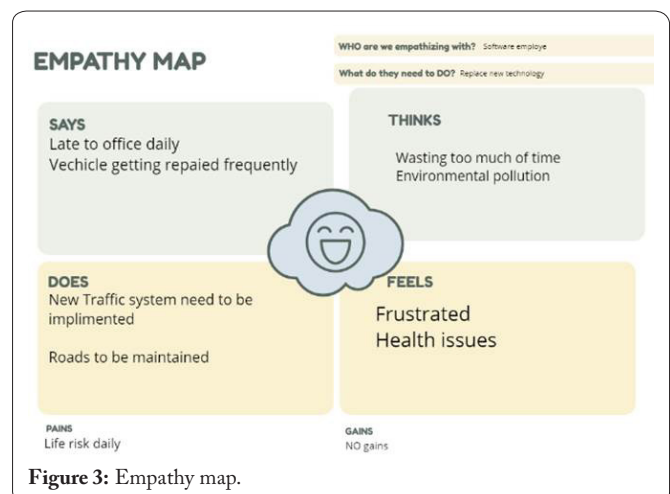 EMPATHY MAP
WHO are we empathizing with? Software employe
What do they need to DO? Replace new technology
SAYS
Late to office daily
Vechicle getting repaied frequently
THINKS
Wasting too much of time
Environmental pollution
DOES
New Traffic system need to be
implimented
Roads to be maintained
FEELS
Frustrated
Health issues
PAINS
Life risk daily
GAINS
NO gains
Figure 3: Empathy map.